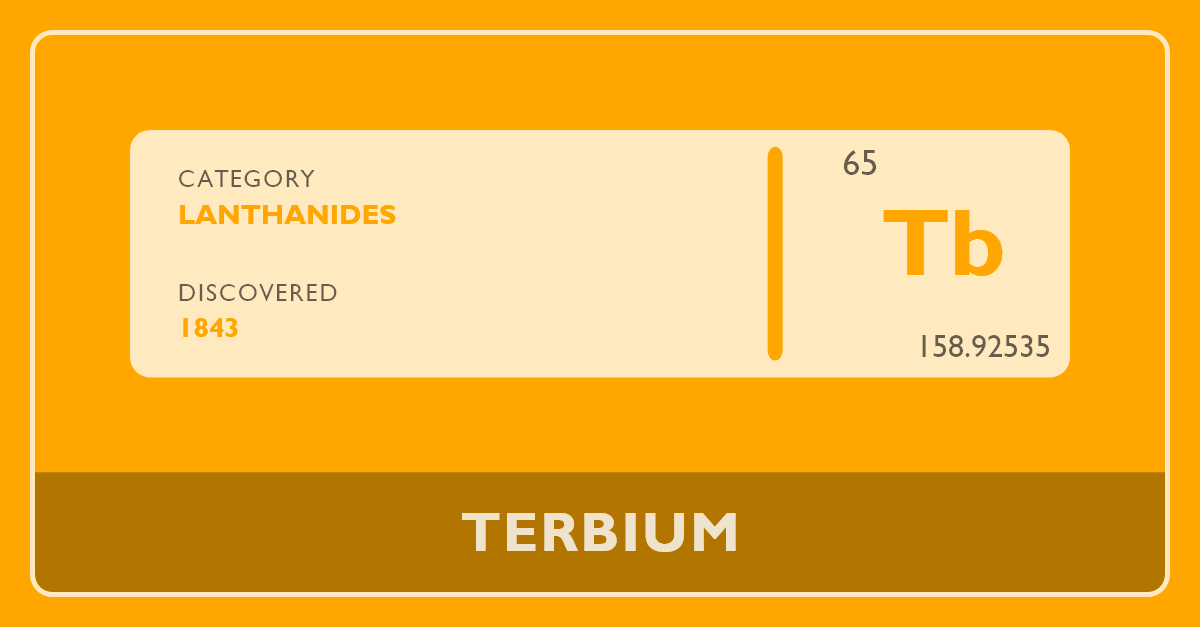 CATEGORY
LANTHANIDES
DISCOVERED
1843
65
Tb
158.92535
TERBIUM